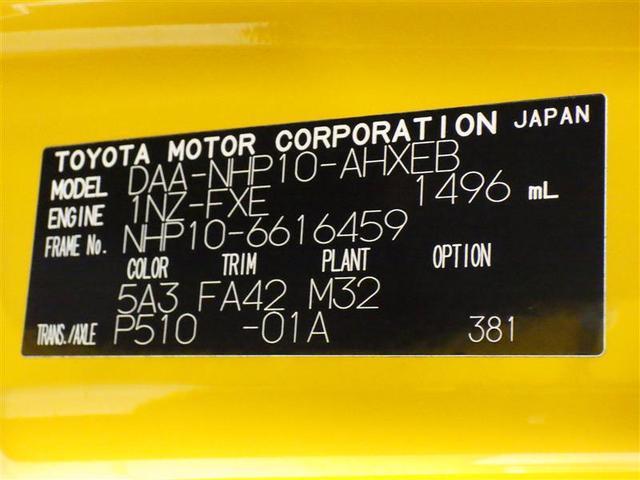 TOYOTA MOTOR CORPORATION JAPAN
MODEL DAA-NHP10-AHXEB
ENGINE 1NZ-FXE 1496 mL
FRAME No. NHP10-6616459
COLOR TRIM PLANT OPTION
5A3 FA42 M32
TRANS./AXLE P510 -01A 381